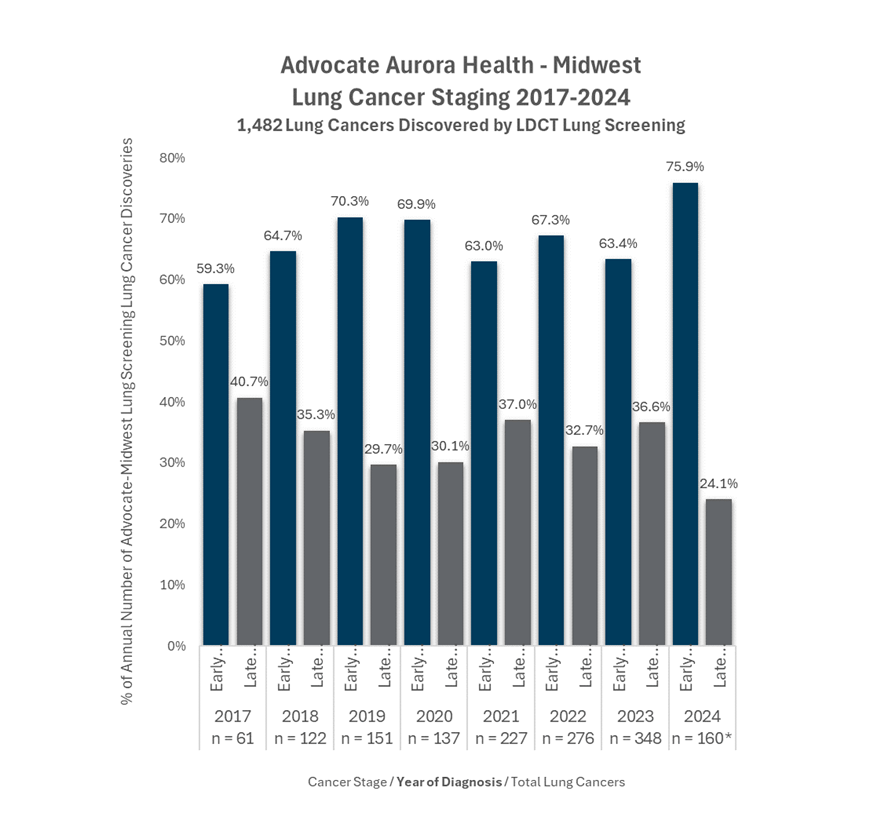 Advocate Aurora Health - Midwest
Lung Cancer Staging 2017-2024
1,482 Lung Cancers Discovered by LDCT Lung Screening
% of Annual Number of Advocate-Midwest Lung Screening Lung Cancer Discoveries
80%
70%
60%
50%
40%
30%
20%
10%
0%
59.3%
40.7%
64.7%
35.3%
70.3%
29.7%
69.9%
30.1%
63.0%
37.0%
67.3%
32.7%
63.4%
36.6%
75.9%
24.1%
Early...
Late...
Early...
Late...
Early...
Late...
Early...
Late...
Early...
Late...
Early...
Late...
Early...
Late...
Early...
Late...
2017 2018 2019 2020 2021 2022 2023 2024
n = 61 n = 122 n = 151 n = 137 n = 227 n = 276 n = 348 n = 160*
Cancer Stage / Year of Diagnosis / Total Lung Cancers